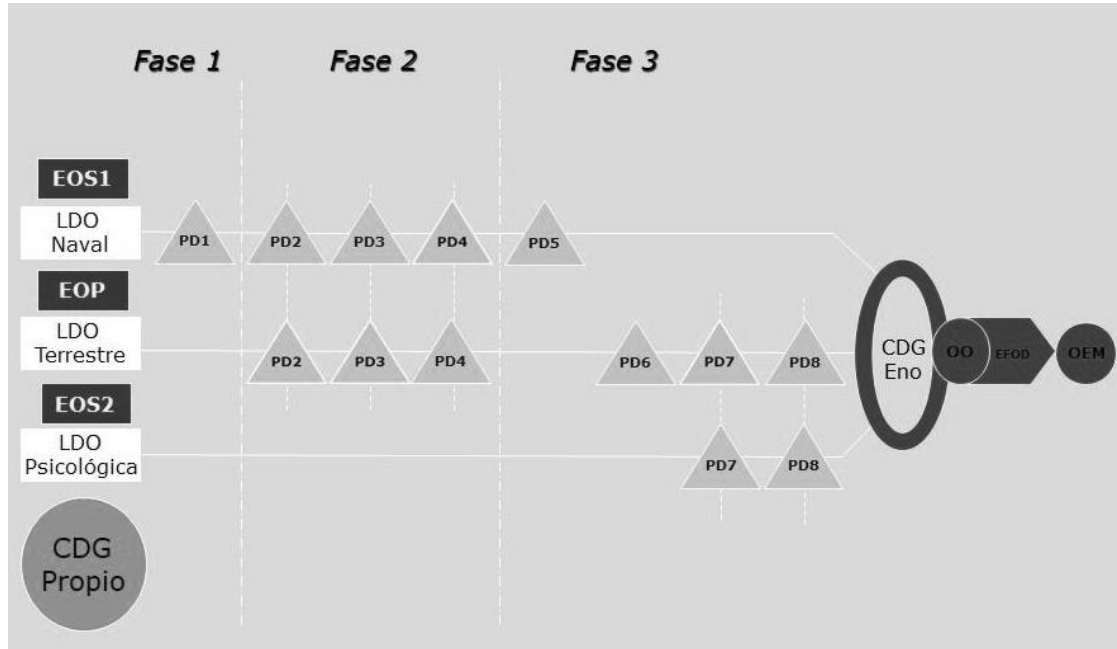 Fase 1
Fase 2
Fase 3
EOS1
LDO
Naval
PD1
PD2
PD3
PD4
PD5
EOP
LDO
Terrestre
PD2
PD3
PD4
PD6
PD7
PD8
CDG
Eno
OO
EFOD
OEM
EOS2
LDO
Psicológica
PD7
PD8
CDG
Propio